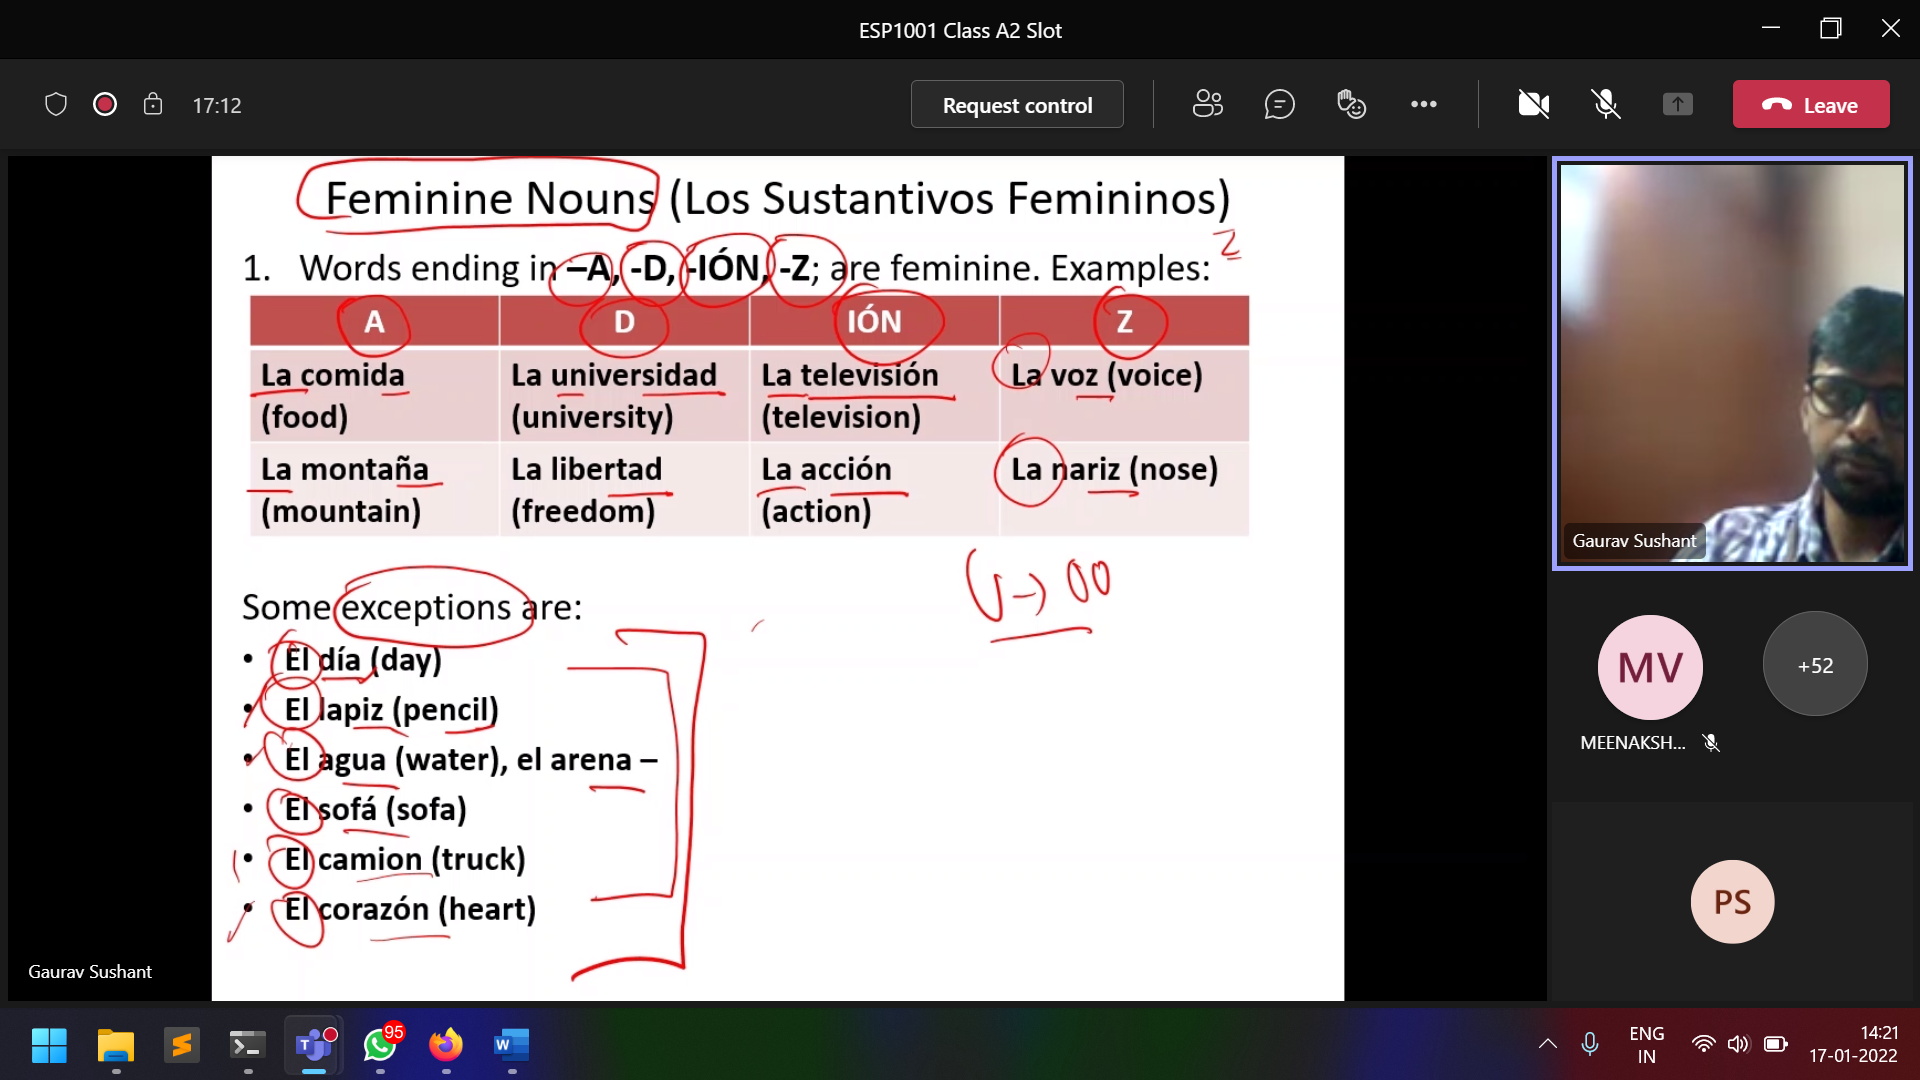 ESP1001 Class A2 Slot
17:12
Request control
Leave
Feminine Nouns (Los Sustantivos Femininos)
z
1. Words ending in –A, -D, -IÓN, -Z; are feminine. Examples:
A D IÓN Z
La comida (food)
La universidad (university)
La televisión (television)
La voz (voice)
La montaña (mountain)
La libertad (freedom)
La acción (action)
La nariz (nose)
U → 00
Some exceptions are:
• El día (day)
• El lapiz (pencil)
• El agua (water), el arena –
• El sofá (sofa)
• El camion (truck)
• El corazón (heart)
Gaurav Sushant
Gaurav Sushant
MV
+52
MEENAKSH...
PS
95
T
W
ENG
IN
14:21
17-01-2022